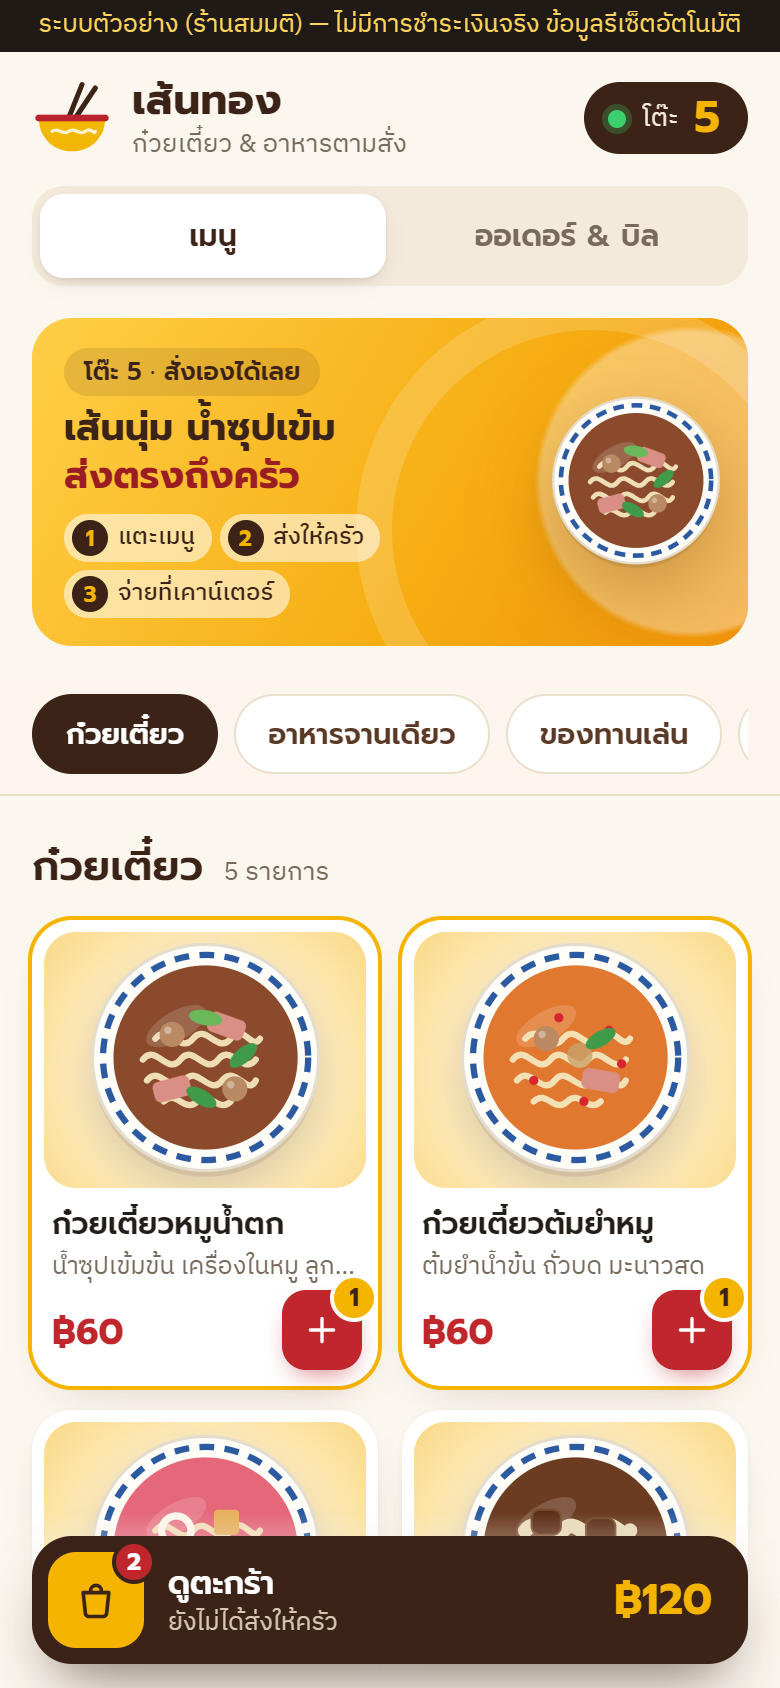 ระบบตัวอย่าง (ร้านสมมติ) — ไม่มีการชำระเงินจริง ข้อมูลรีเซ็ตอัตโนมัติ
เส้นทอง
ก๋วยเตี๋ยว & อาหารตามสั่ง
โต๊ะ 5
เมนู
ออเดอร์ & บิล
โต๊ะ 5 · สั่งเองได้เลย
เส้นนุ่ม น้ำซุปเข้ม
ส่งตรงถึงครัว
1 แตะเมนู
2 ส่งให้ครัว
3 จ่ายที่เคาน์เตอร์
ก๋วยเตี๋ยว
อาหารจานเดียว
ของทานเล่น
ก๋วยเตี๋ยว 5 รายการ
ก๋วยเตี๋ยวหมูน้ำตก
น้ำซุปเข้มข้น เครื่องในหมู ลูก...
฿60
1
ก๋วยเตี๋ยวต้มยำหมู
ต้มยำน้ำข้น ถั่วบด มะนาวสด
฿60
1
2
ดูตะกร้า
ยังไม่ได้ส่งให้ครัว
฿120